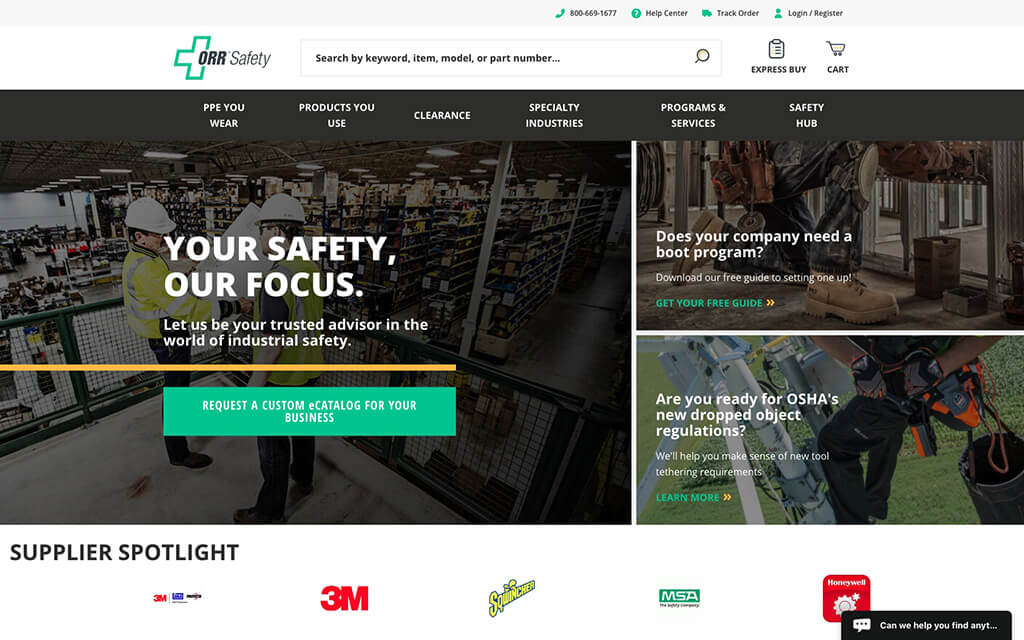 800-669-1677 Help Center Track Order Login / Register
ORR Safety
Search by keyword, item, model, or part number...
EXPRESS BUY CART
PPE YOU WEAR
PRODUCTS YOU USE
CLEARANCE
SPECIALTY INDUSTRIES
PROGRAMS & SERVICES
SAFETY HUB
YOUR SAFETY,
OUR FOCUS.
Let us be your trusted advisor in the
world of industrial safety.
REQUEST A CUSTOM eCATALOG FOR YOUR
BUSINESS
Does your company need a
boot program?
Download our free guide to setting one up!
GET YOUR FREE GUIDE »
Are you ready for OSHA's
new dropped object
regulations?
We'll help you make sense of new tool
tethering requirements
LEARN MORE »
SUPPLIER SPOTLIGHT
3M
3M
Sqwincher
MSA
The Safety Company
Honeywell
Can we help you find anyt...